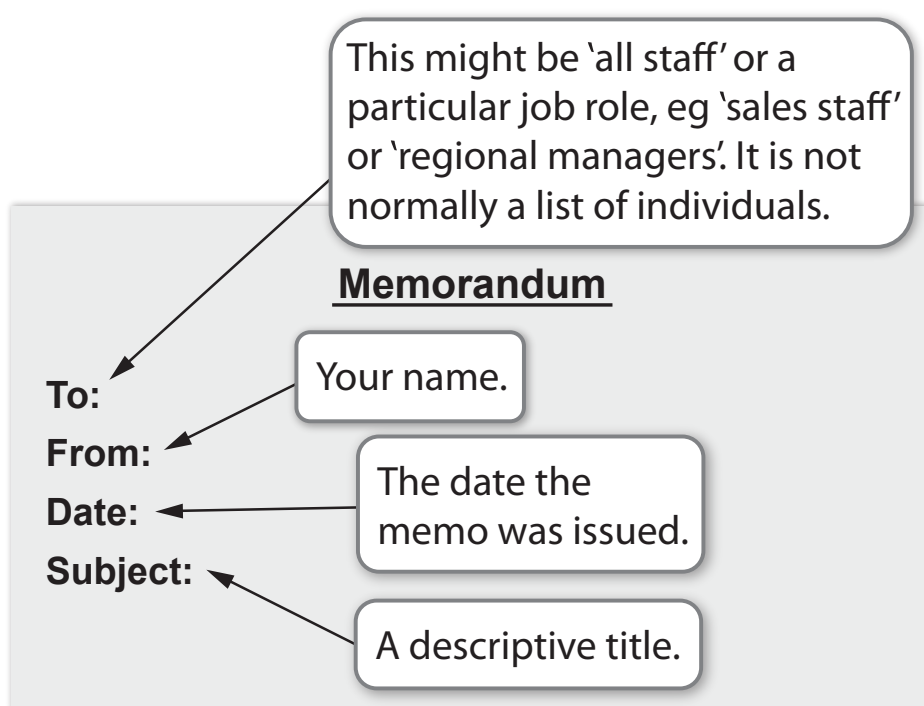 This might be ‘all staff’ or a
particular job role, eg ‘sales staff’
or ‘regional managers’. It is not
normally a list of individuals.
Memorandum
To:
Your name.
From:
The date the
memo was issued.
Date:
Subject:
A descriptive title.